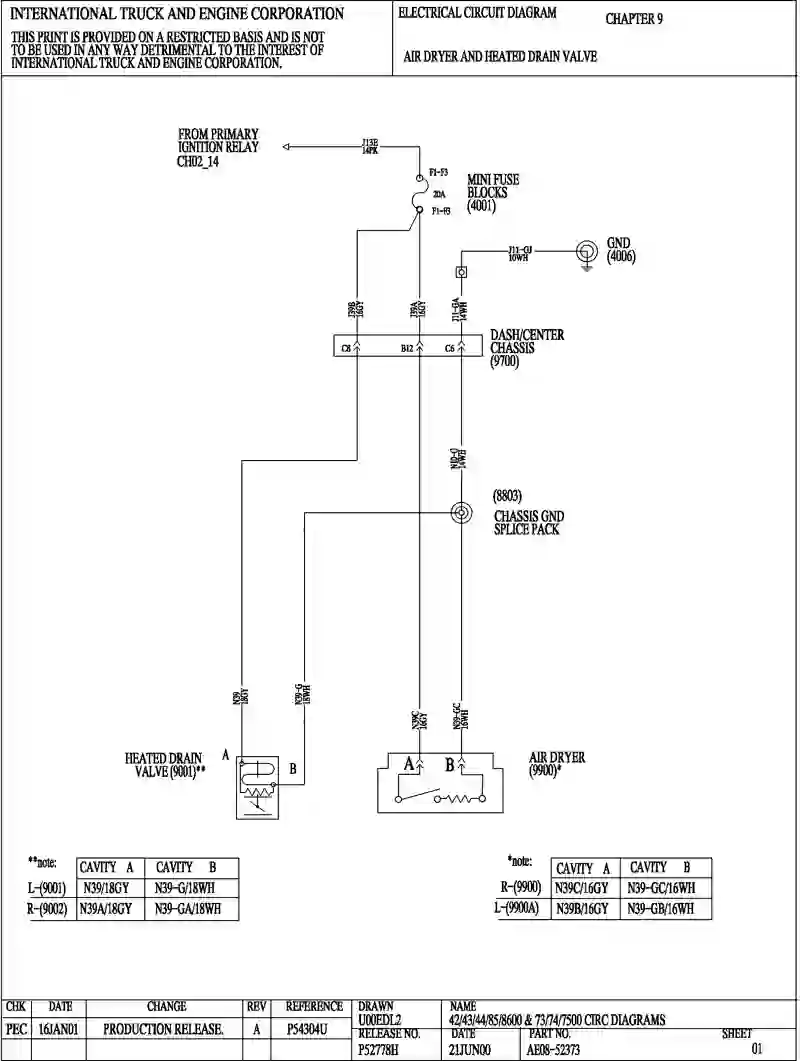 INTERNATIONAL TRUCK AND ENGINE CORPORATION
THIS PRINT IS PROVIDED ON A RESTRICTED BASIS AND IS NOT
TO BE USED IN ANY WAY DETRIMENTAL TO THE INTEREST OF
INTERNATIONAL TRUCK AND ENGINE CORPORATION.
ELECTRICAL CIRCUIT DIAGRAM
CHAPTER 9
AIR DRYER AND HEATED DRAIN VALVE
FROM PRIMARY
IGNITION RELAY
CH02_14
J13E
14PK
F1-F3
20A
F1-F3
MINI FUSE
BLOCKS
(4001)
J11-GJ
10WH
GND
(4006)
J39B
16GY
J39A
16GY
J11-GA
14WH
C8
B12
C6
DASH/CENTER
CHASSIS
(9700)
14WH
(8803)
CHASSIS GND
SPLICE PACK
N39
18GY
N39-G
18WH
N39C
16GY
N39-GC
16WH
HEATED DRAIN
VALVE (9001)**
A
B
A
B
AIR DRYER
(9900)*
**note:
CAVITY A CAVITY B
L-(9001) N39/18GY N39-G/18WH
R-(9002) N39A/18GY N39-GA/18WH
*note:
CAVITY A CAVITY B
R-(9900) N39C/16GY N39-GC/16WH
L-(9900A) N39B/16GY N39-GB/16WH
CHK DATE CHANGE REV REFERENCE
PEC 16JAN01 PRODUCTION RELEASE. A P54304U
DRAWN
U00EDL2
RELEASE NO.
P52778H
NAME
42/43/44/85/8600 & 73/74/7500 CIRC DIAGRAMS
DATE
21JUN00
PART NO.
AE08-52373
SHEET
01